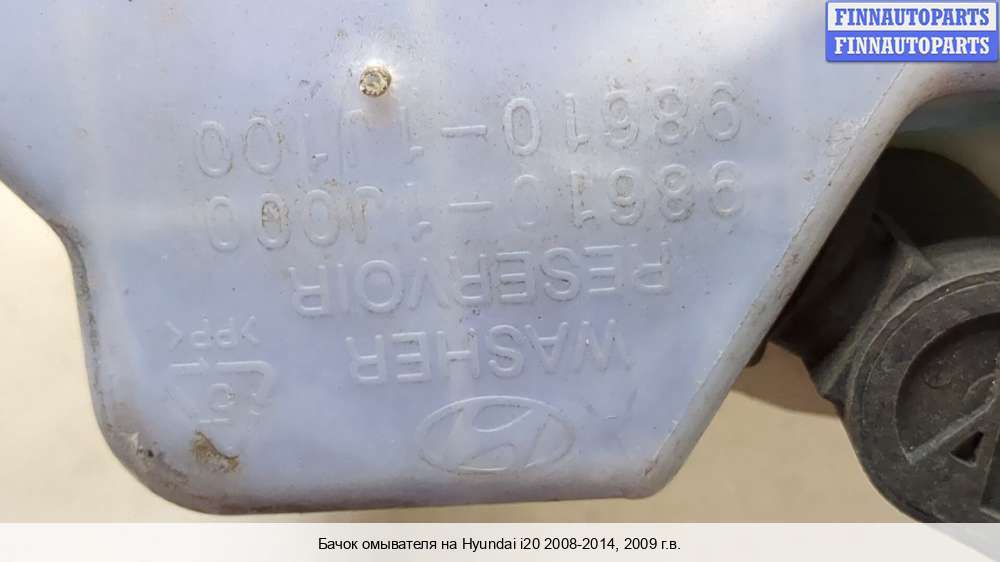 FINNAUTOPARTS
FINNAUTOPARTS
WASHER
RESERVOIR
98610-1J000
98610-1J100
>PP<
Бачок омывателя на Hyundai i20 2008-2014, 2009 г.в.